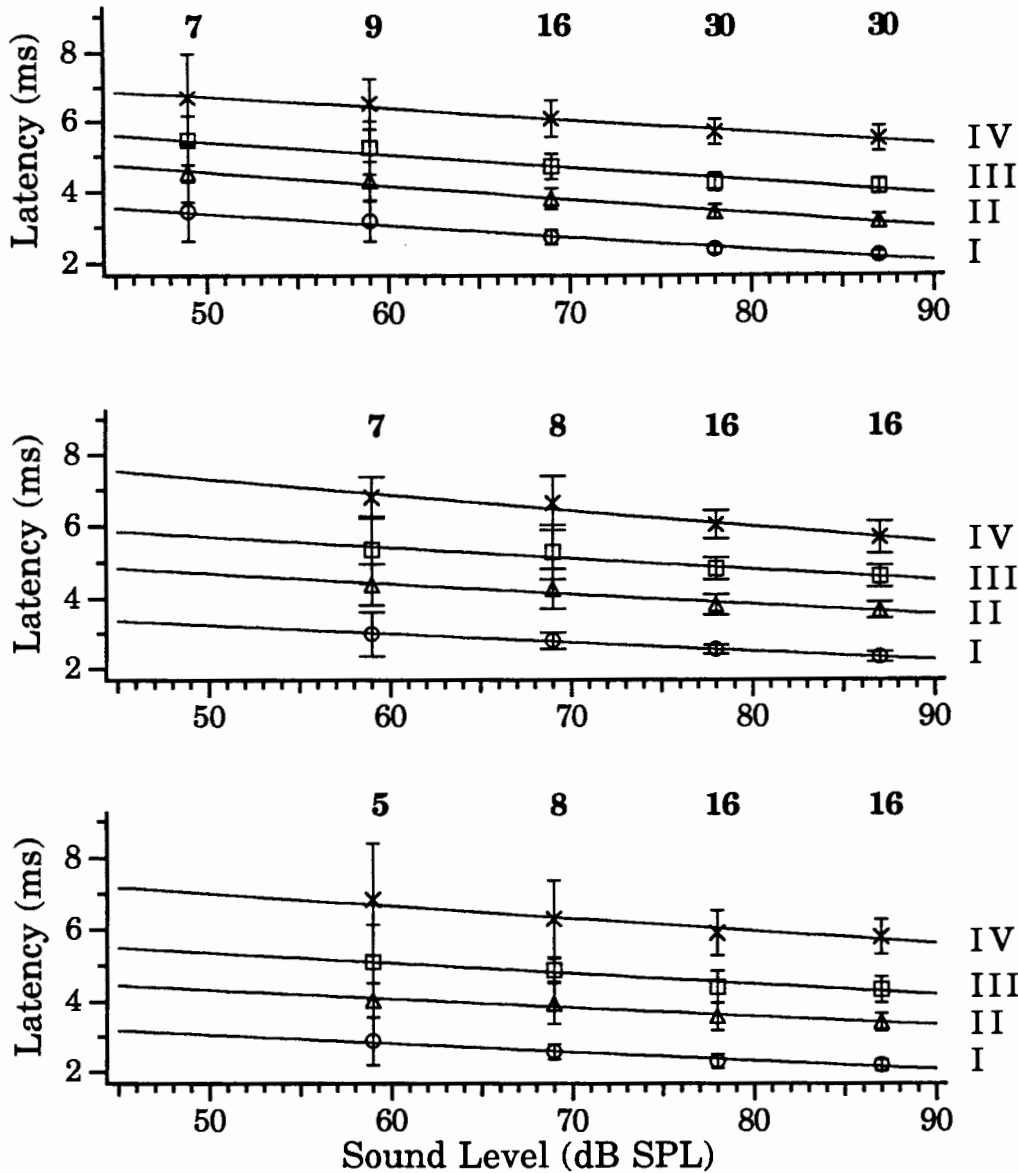 7 9 16 30 30
Latency (ms)
8
6
4
2
IV
III
II
I
50 60 70 80 90
7 8 16 16
Latency (ms)
8
6
4
2
IV
III
II
I
50 60 70 80 90
5 8 16 16
Latency (ms)
8
6
4
2
IV
III
II
I
50 60 70 80 90
Sound Level (dB SPL)